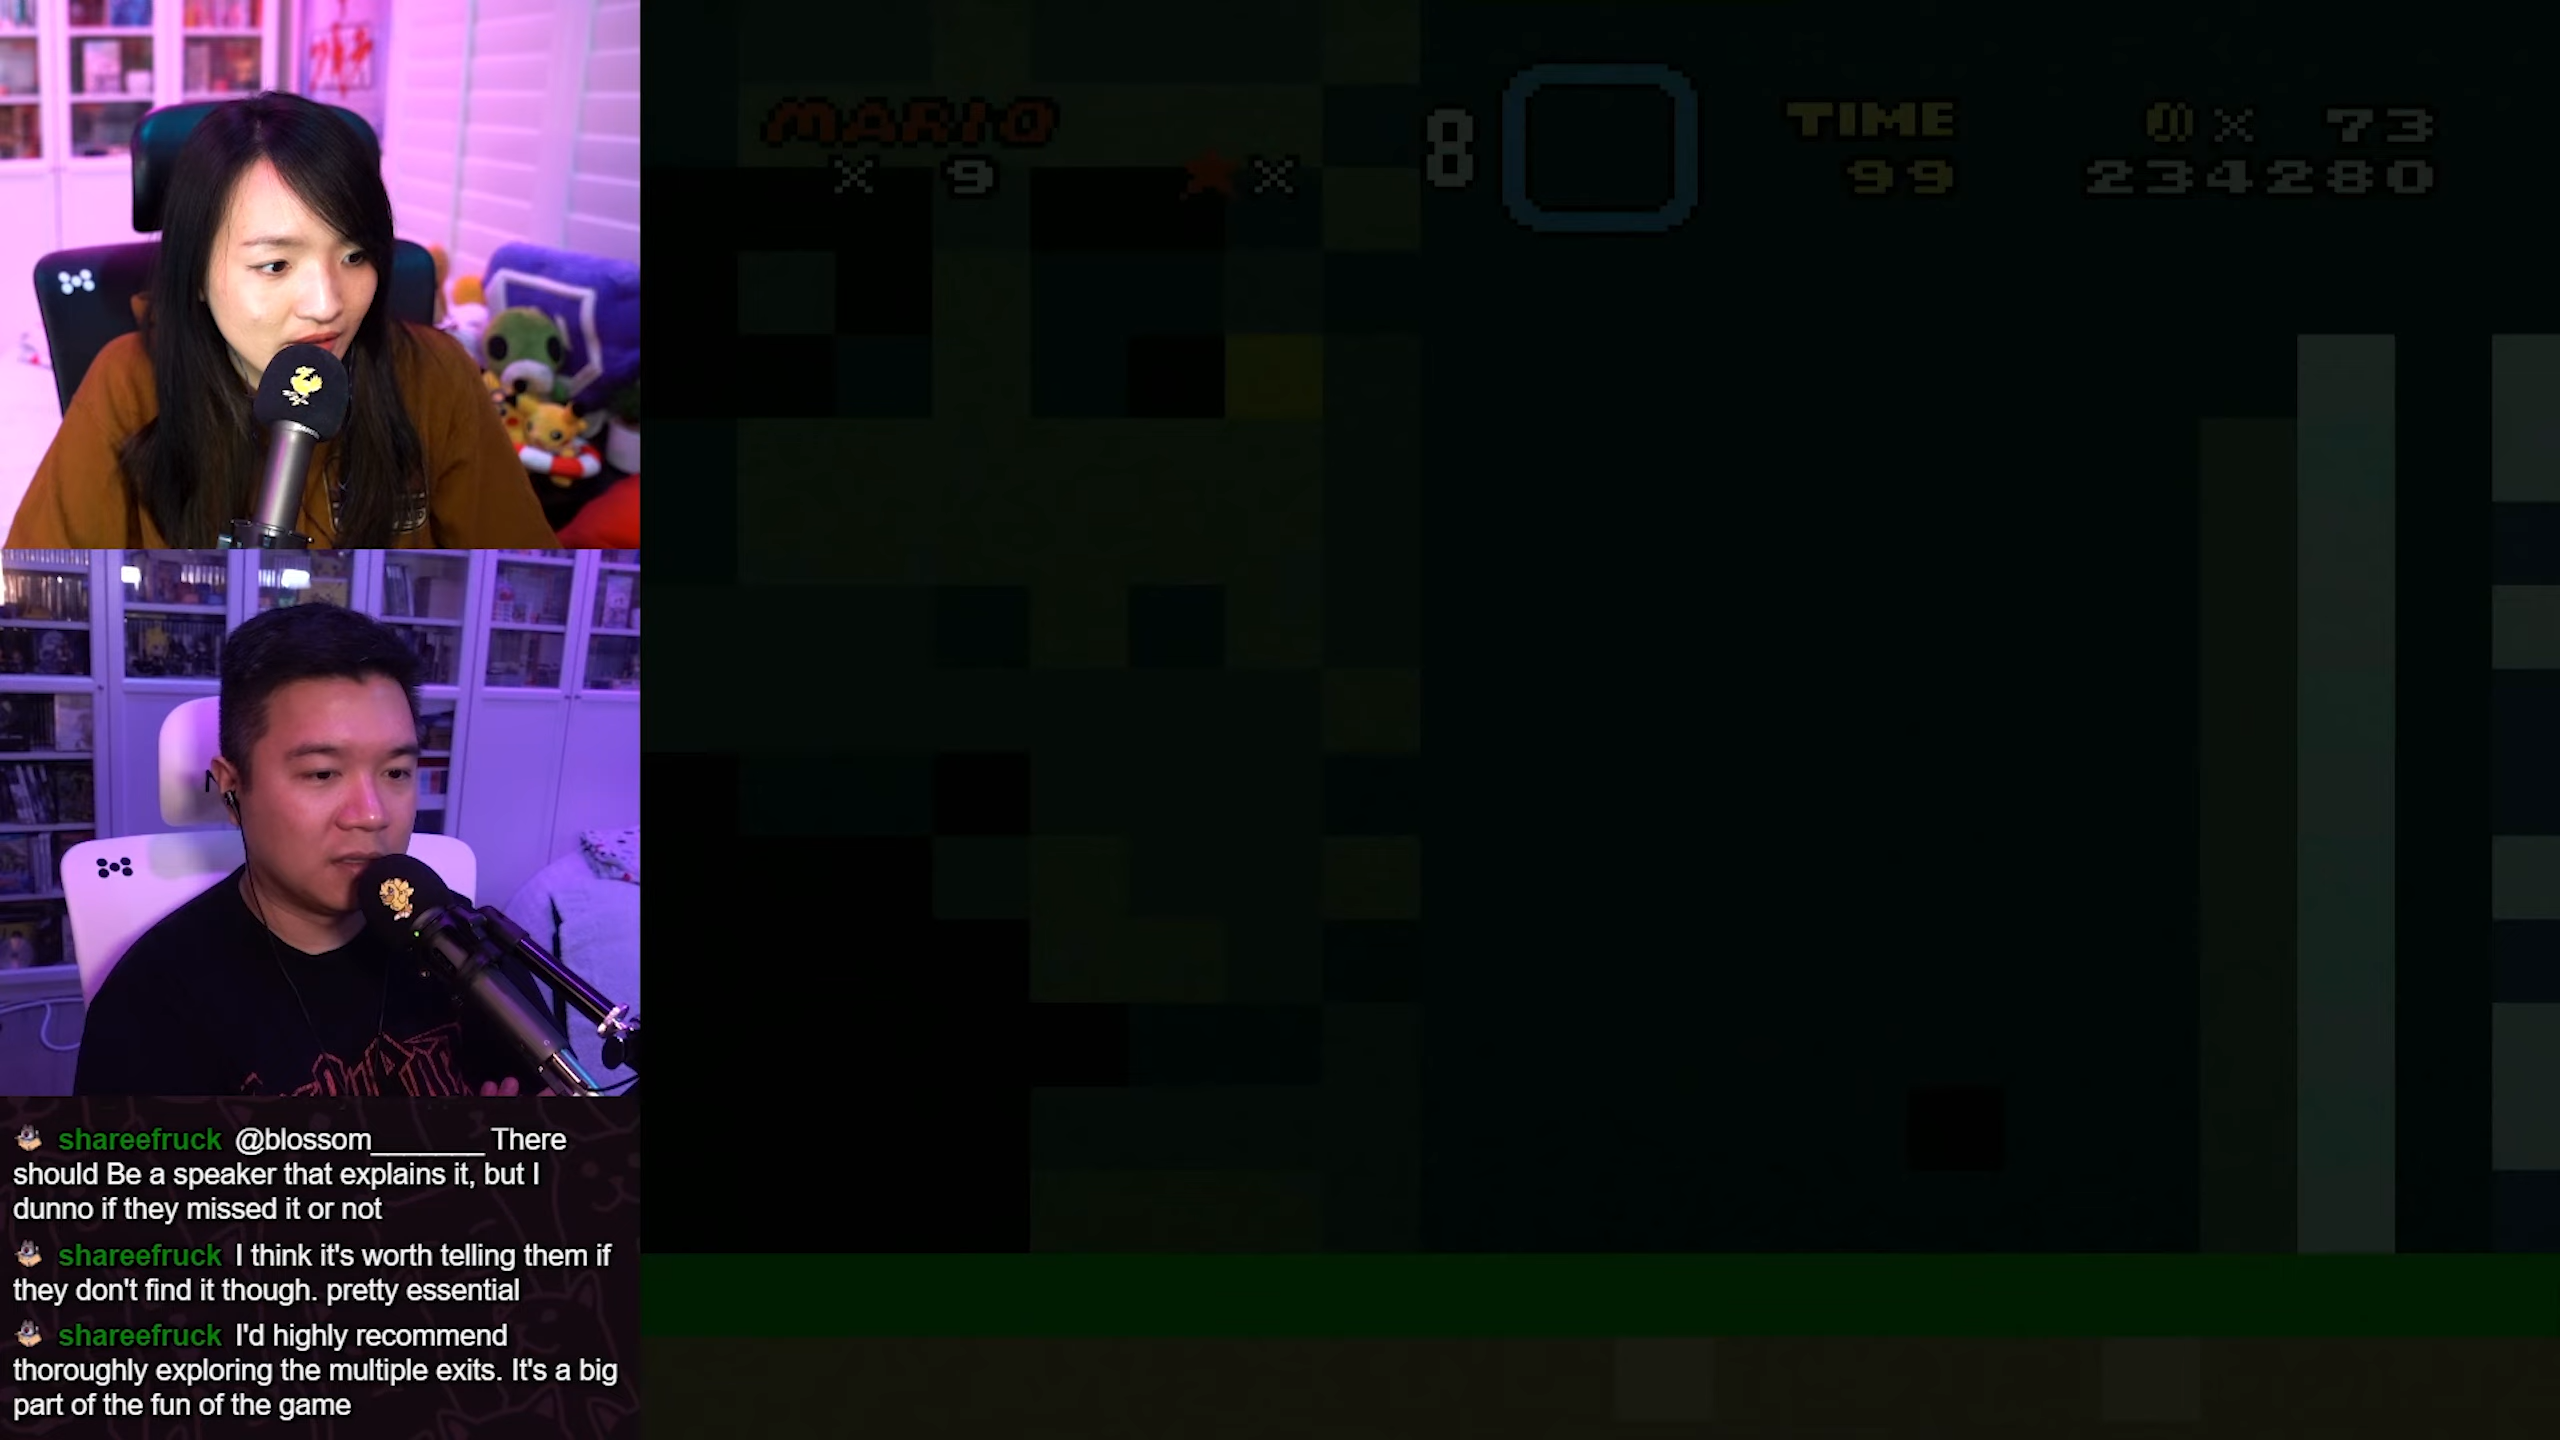 MARIO
× 9
× 8
TIME
99
× 73
234280
shareefruck @blossom_______ There
should Be a speaker that explains it, but I
dunno if they missed it or not
shareefruck I think it's worth telling them if
they don't find it though. pretty essential
shareefruck I'd highly recommend
thoroughly exploring the multiple exits. It's a big
part of the fun of the game